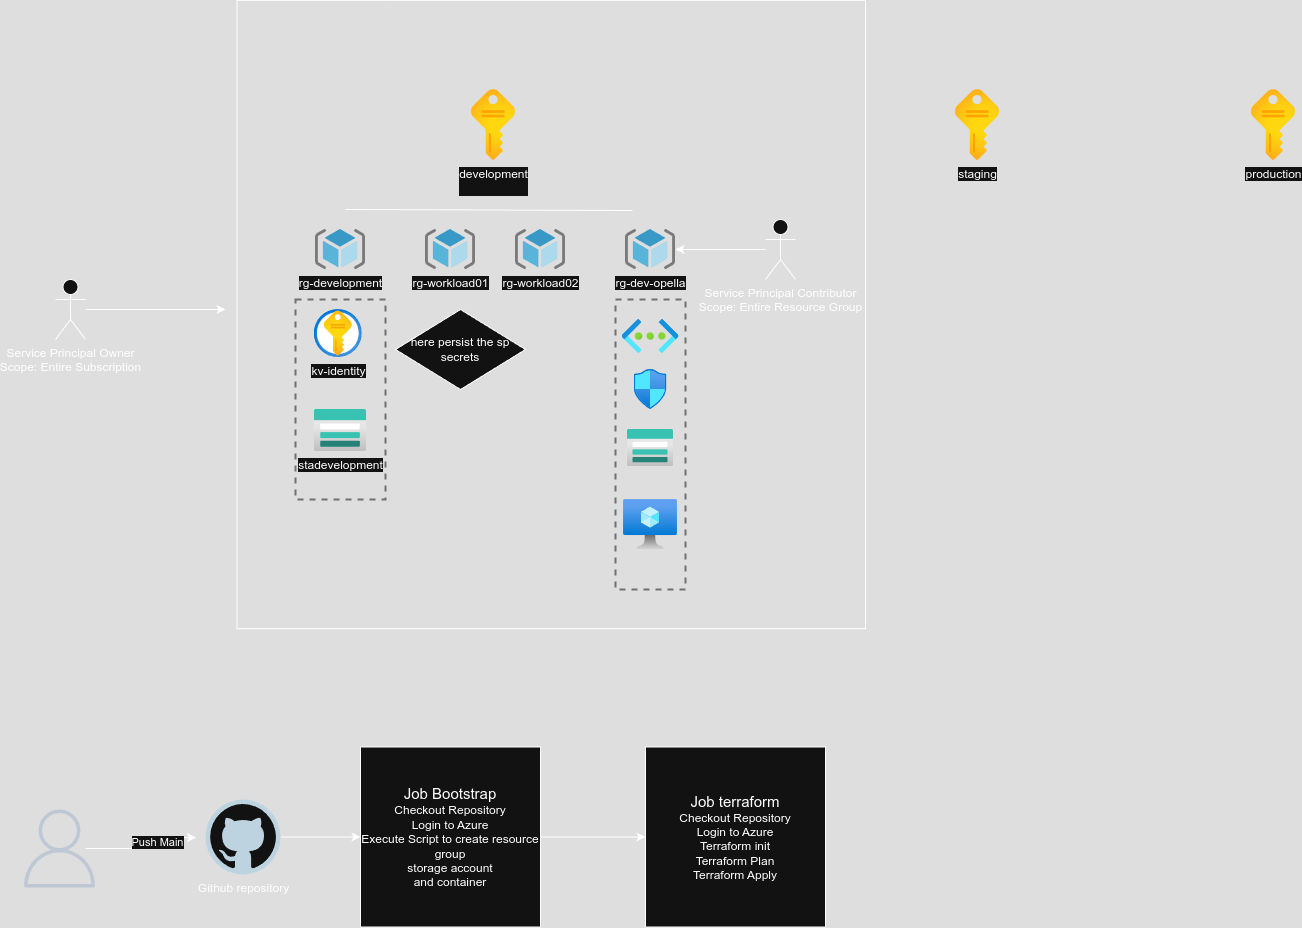 development
staging
production
rg-development
rg-workload01
rg-workload02
rg-dev-opella
Service Principal Contributor
Scope: Entire Resource Group
Service Principal Owner
Scope: Entire Subscription
kv-identity
here persist the sp
secrets
stadevelopment
Push Main
Github repository
Job Bootstrap
Checkout Repository
Login to Azure
Execute Script to create resource
group
storage account
and container
Job terraform
Checkout Repository
Login to Azure
Terraform init
Terraform Plan
Terraform Apply